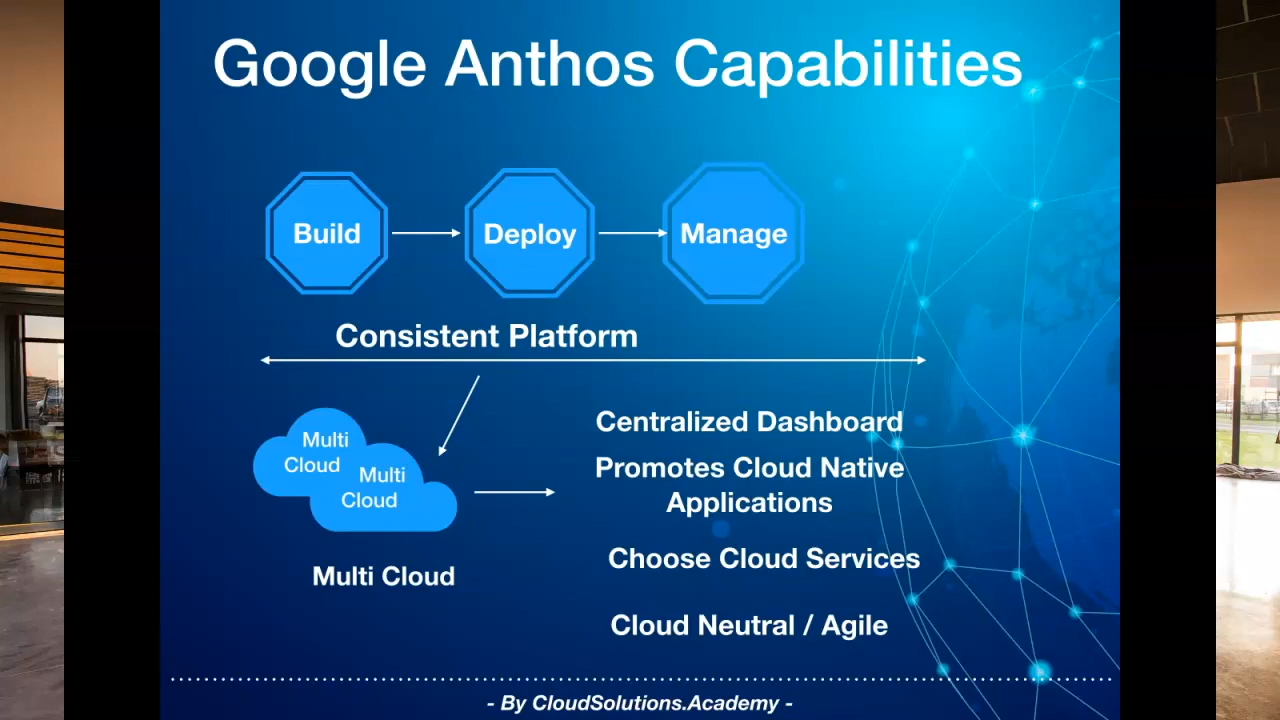 Google Anthos Capabilities
Build
Deploy
Manage
Consistent Platform
Multi
Cloud
Multi
Cloud
Multi Cloud
Centralized Dashboard
Promotes Cloud Native
Applications
Choose Cloud Services
Cloud Neutral / Agile
- By CloudSolutions.Academy -